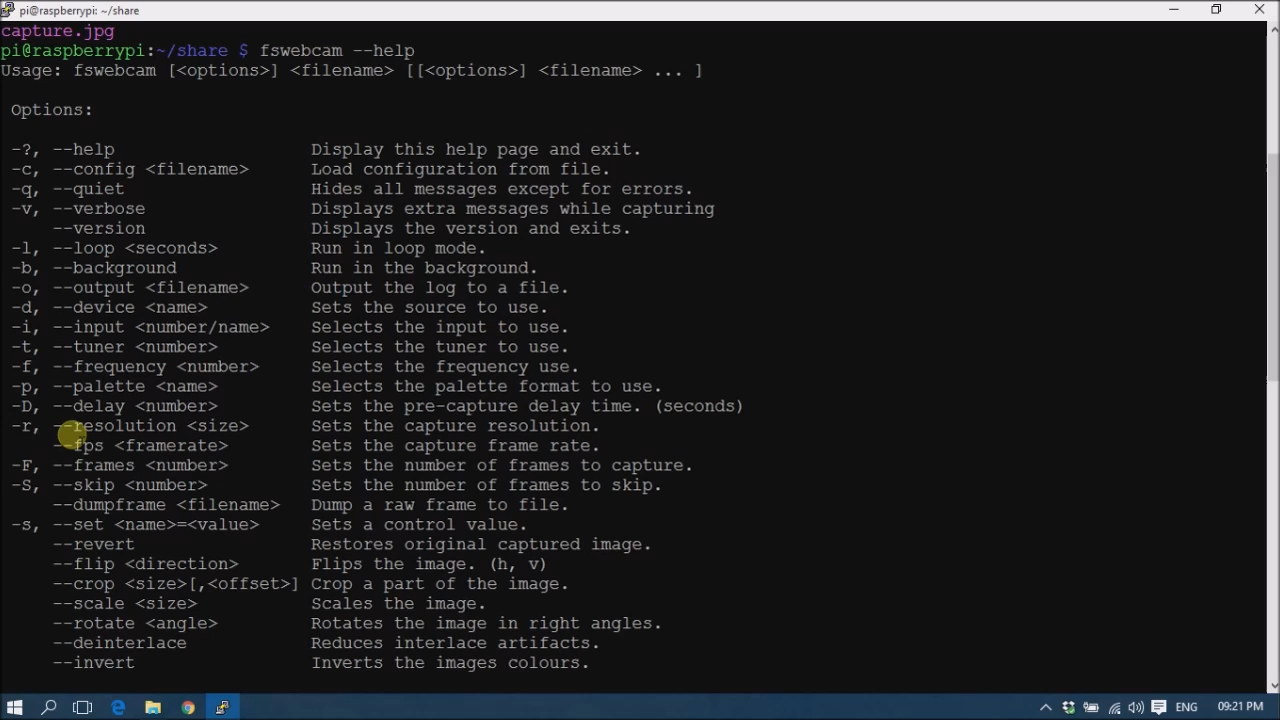 pi@raspberrypi: ~/share
capture.jpg
pi@raspberrypi:~/share $ fswebcam --help
Usage: fswebcam [<options>] <filename> [[<options>] <filename> ... ]
Options:
-?, --help Display this help page and exit.
-c, --config <filename> Load configuration from file.
-q, --quiet Hides all messages except for errors.
-v, --verbose Displays extra messages while capturing
--version Displays the version and exits.
-l, --loop <seconds> Run in loop mode.
-b, --background Run in the background.
-o, --output <filename> Output the log to a file.
-d, --device <name> Sets the source to use.
-i, --input <number/name> Selects the input to use.
-t, --tuner <number> Selects the tuner to use.
-f, --frequency <number> Selects the frequency use.
-p, --palette <name> Selects the palette format to use.
-D, --delay <number> Sets the pre-capture delay time. (seconds)
-r, --resolution <size> Sets the capture resolution.
--fps <framerate> Sets the capture frame rate.
-F, --frames <number> Sets the number of frames to capture.
-S, --skip <number> Sets the number of frames to skip.
--dumpframe <filename> Dump a raw frame to file.
-s, --set <name>=<value> Sets a control value.
--revert Restores original captured image.
--flip <direction> Flips the image. (h, v)
--crop <size>[,<offset>] Crop a part of the image.
--scale <size> Scales the image.
--rotate <angle> Rotates the image in right angles.
--deinterlace Reduces interlace artifacts.
--invert Inverts the images colours.
ENG 09:21 PM